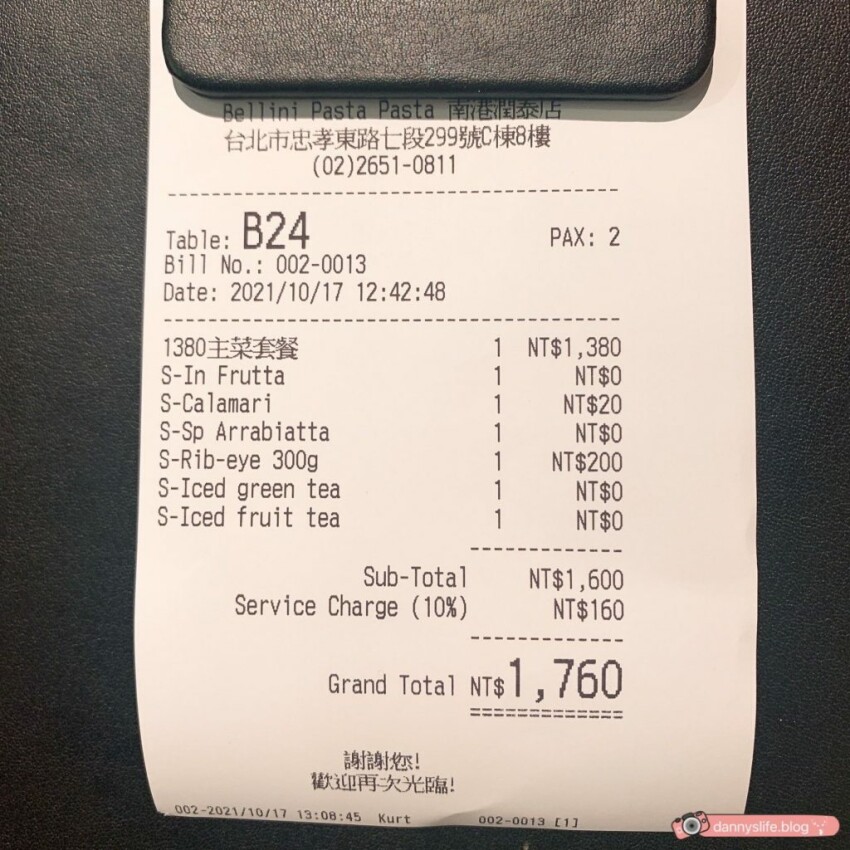 Bellini Pasta Pasta 南港潤泰店
台北市忠孝東路七段299號C棟8樓
(02)2651-0811
Table: B24 PAX: 2
Bill No.: 002-0013
Date: 2021/10/17 12:42:48
1380主菜套餐 1 NT$1,380
S-In Frutta 1 NT$0
S-Calamari 1 NT$20
S-Sp Arrabiatta 1 NT$0
S-Rib-eye 300g 1 NT$200
S-Iced green tea 1 NT$0
S-Iced fruit tea 1 NT$0
Sub-Total NT$1,600
Service Charge (10%) NT$160
Grand Total NT$1,760
謝謝您!
歡迎再次光臨!
002-2021/10/17 13:08:45 Kurt 002-0013 [1]
dannyslife.blog